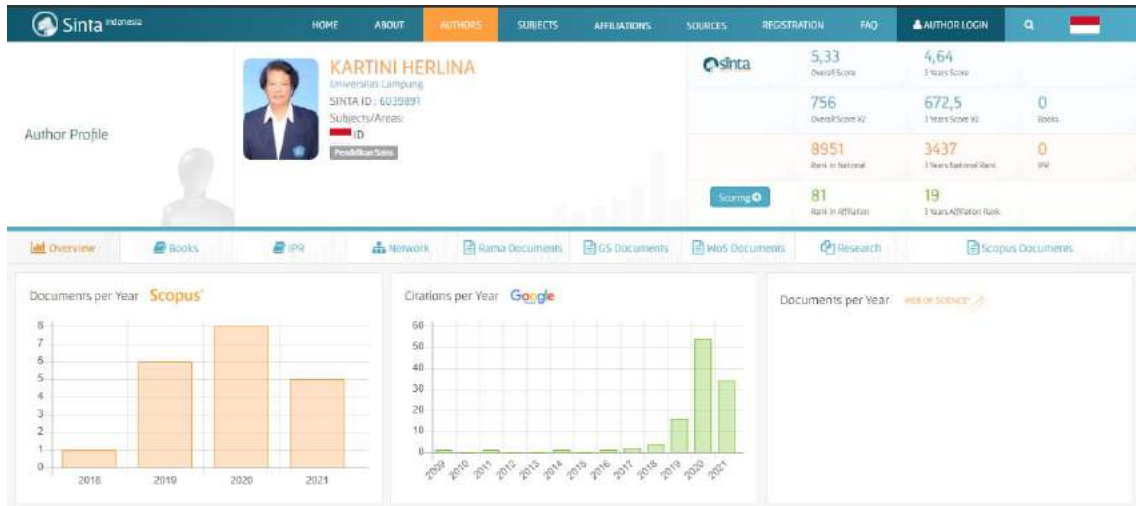 Sinta indonesia
HOME ABOUT AUTHORS SUBJECTS AFFILIATIONS SOURCES REGISTRATION FAQ AUTHOR LOGIN
Author Profile
KARTINI HERLINA
Universitas Lampung
SINTA ID : 6039891
Subjects/Areas:
ID
Pendidikan Sains
sinta
5,33 4,64
Overall Score 3 Years Score
756 672,5 0
Overall Score V2 3 Years Score V2 Books
8951 3437 0
Rank in National 3 Years National Rank IPR
Scoring
81 19
Rank in Affiliation 3 Years Affiliation Rank
Overview Books IPR Network Rama Documents GS Documents WoS Documents Research Scopus Documents
Documents per Year Scopus
8
7
6
5
4
3
2
1
0
2018 2019 2020 2021
Citations per Year Google
60
50
40
30
20
10
0
2009 2010 2011 2012 2013 2014 2015 2016 2017 2018 2019 2020 2021
Documents per Year WEB OF SCIENCE